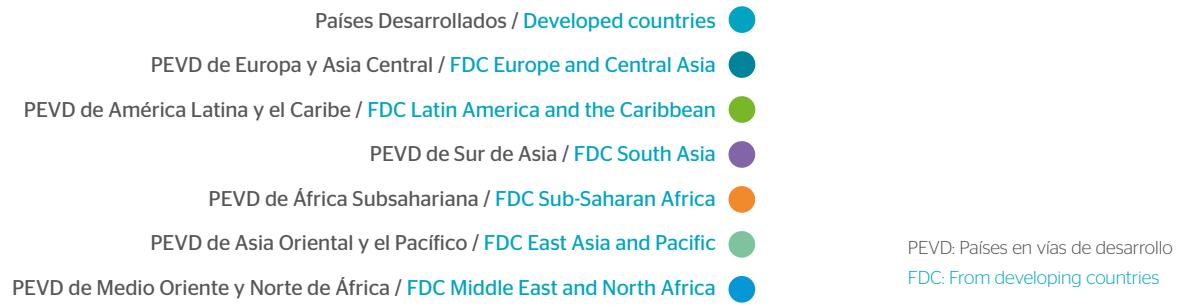 Países Desarrollados / Developed countries
PEVD de Europa y Asia Central / FDC Europe and Central Asia
PEVD de América Latina y el Caribe / FDC Latin America and the Caribbean
PEVD de Sur de Asia / FDC South Asia
PEVD de África Subsahariana / FDC Sub-Saharan Africa
PEVD de Asia Oriental y el Pacífico / FDC East Asia and Pacific
PEVD de Medio Oriente y Norte de África / FDC Middle East and North Africa
PEVD: Países en vías de desarrollo
FDC: From developing countries